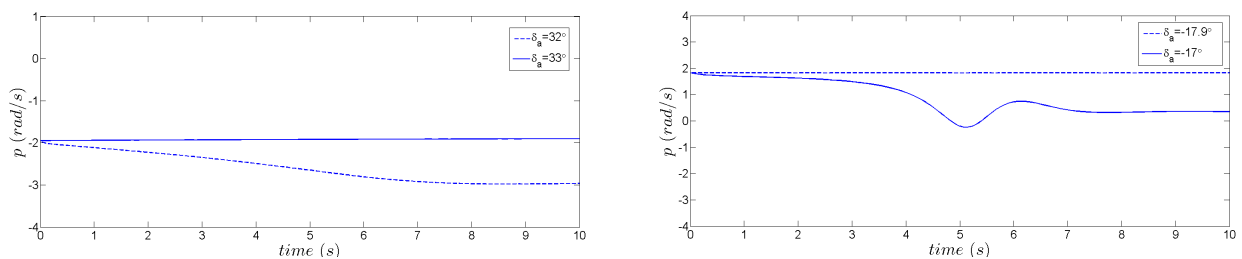 1
0
-1
-2
-3
-4
p (rad/s)
0 1 2 3 4 5 6 7 8 9 10
time (s)
δa=32°
δa=33°
4
3
2
1
0
-1
-2
-3
-4
p (rad/s)
0 1 2 3 4 5 6 7 8 9 10
time (s)
δa=-17.9°
δa=-17°